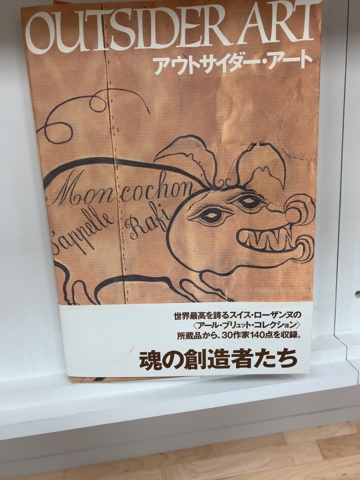 OUTSIDER ART
アウトサイダー・アート
Mon cochon
s'appelle Rafi
世界最高を誇るスイス・ローザンヌの
〈アール・ブリュット・コレクション〉
所蔵品から、30作家140点を収録。
魂の創造者たち